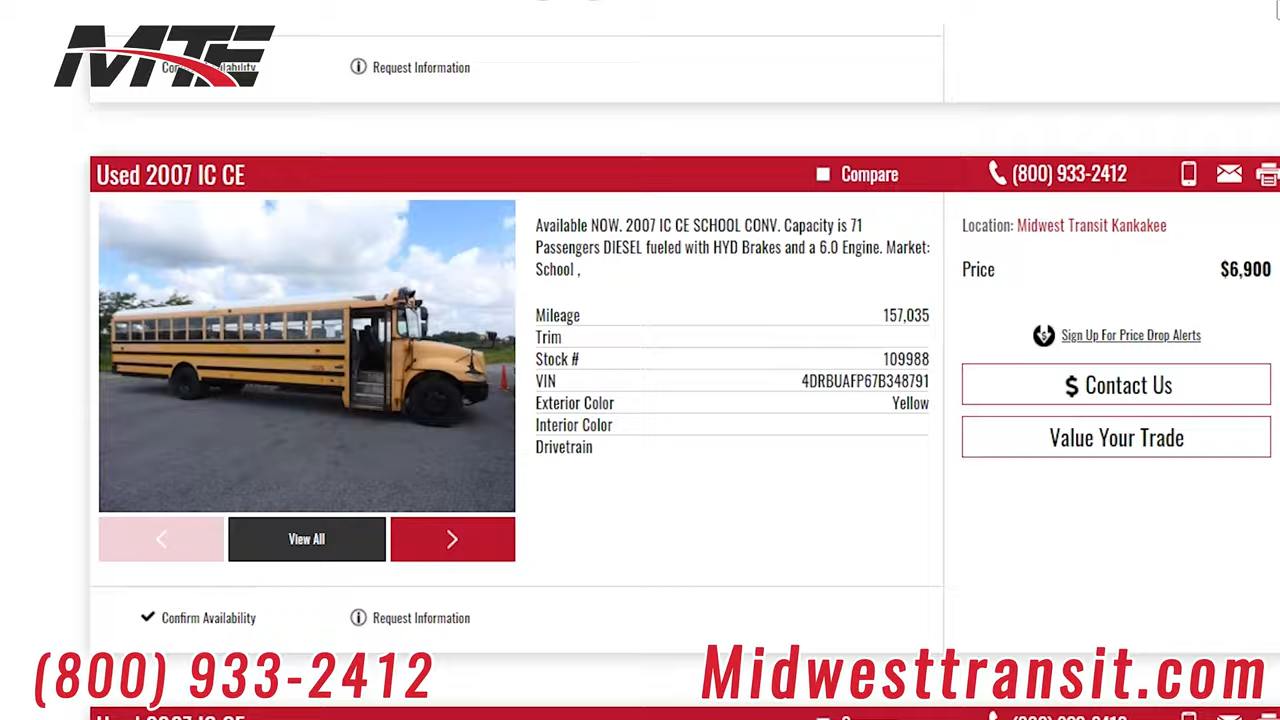 MTE
Request Information
Used 2007 IC CE
Compare
(800) 933-2412
Available NOW. 2007 IC CE SCHOOL CONV. Capacity is 71
Passengers DIESEL fueled with HYD Brakes and a 6.0 Engine. Market:
School ,
Mileage 157,035
Trim
Stock # 109988
VIN 4DRBUAFP67B348791
Exterior Color Yellow
Interior Color
Drivetrain
Location: Midwest Transit Kankakee
Price $6,900
Sign Up For Price Drop Alerts
$ Contact Us
Value Your Trade
View All
Confirm Availability
Request Information
(800) 933-2412
Midwesttransit.com
Used 2007 IC CE